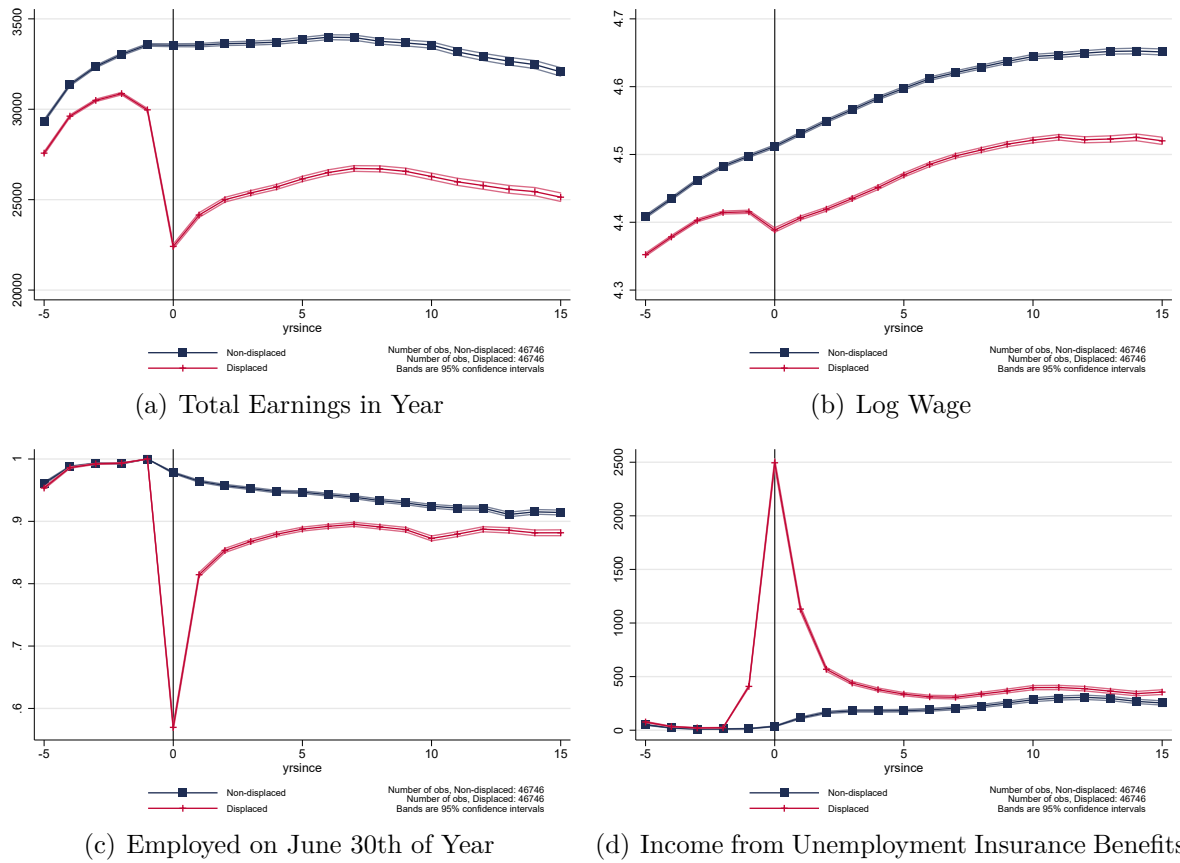 35000
30000
25000
20000
-5 0 5 10 15
yrsince
Non-displaced
Displaced
Number of obs, Non-displaced: 46746
Number of obs, Displaced: 46746
Bands are 95% confidence intervals
(a) Total Earnings in Year
4.7
4.6
4.5
4.4
4.3
-5 0 5 10 15
yrsince
Non-displaced
Displaced
Number of obs, Non-displaced: 46746
Number of obs, Displaced: 46746
Bands are 95% confidence intervals
(b) Log Wage
1
.9
.8
.7
.6
-5 0 5 10 15
yrsince
Non-displaced
Displaced
Number of obs, Non-displaced: 46746
Number of obs, Displaced: 46746
Bands are 95% confidence intervals
(c) Employed on June 30th of Year
2500
2000
1500
1000
500
0
-5 0 5 10 15
yrsince
Non-displaced
Displaced
Number of obs, Non-displaced: 46746
Number of obs, Displaced: 46746
Bands are 95% confidence intervals
(d) Income from Unemployment Insurance Benefits